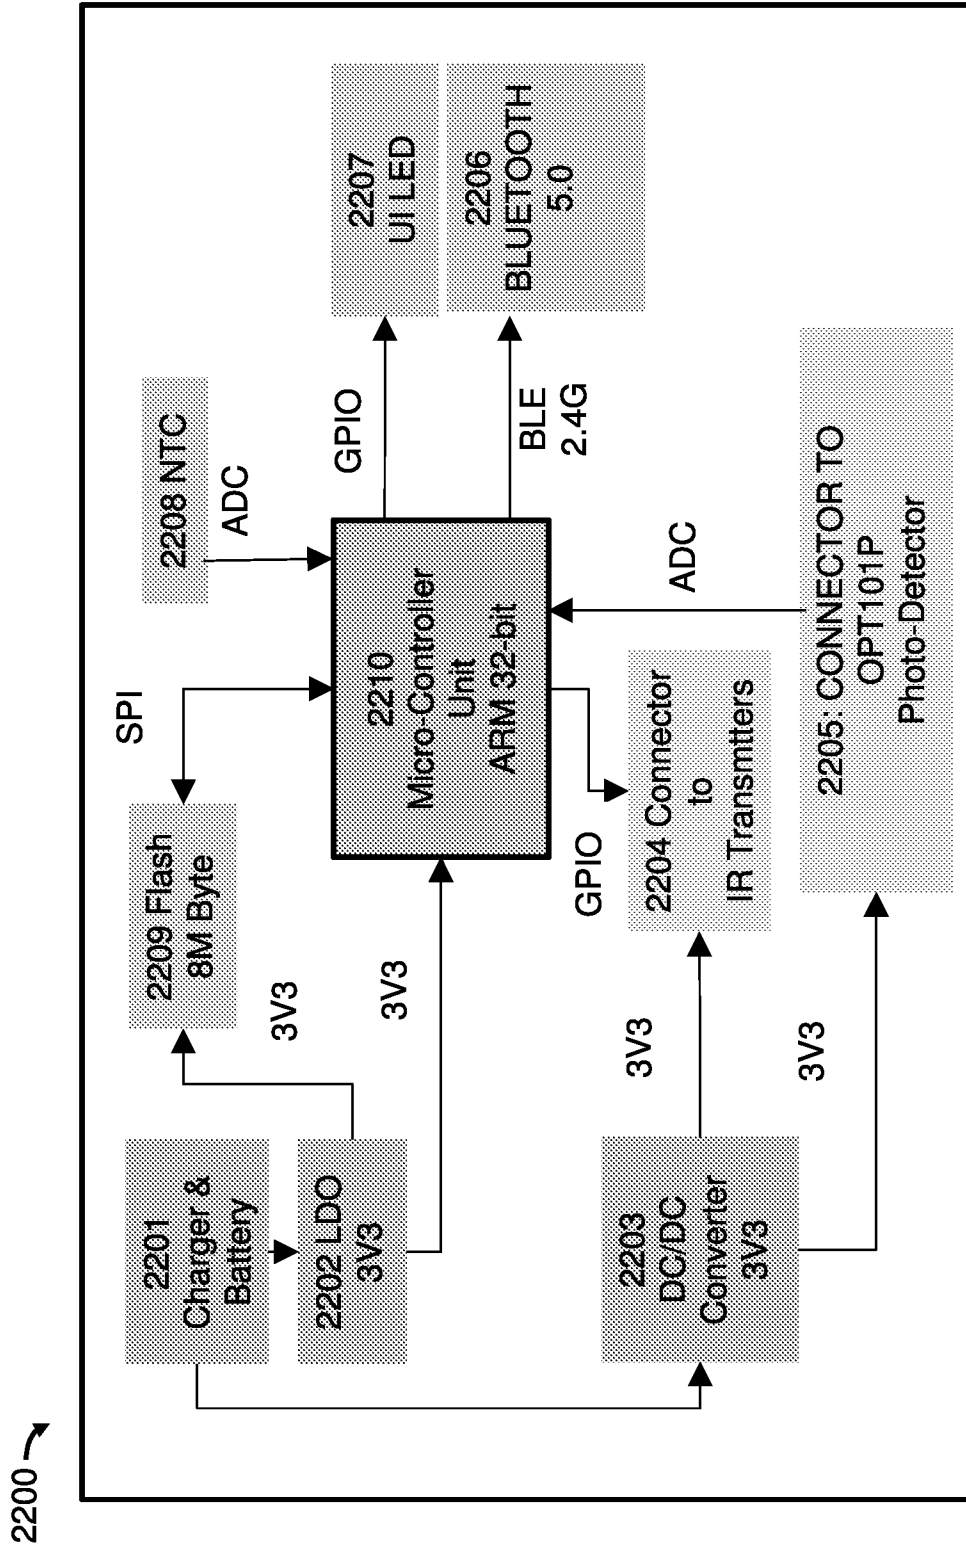 2200
2201
Charger &
Battery
2202 LDO
3V3
2203
DC/DC
Converter
3V3
3V3
3V3
3V3
3V3
2209 Flash
8M Byte
SPI
2210
Micro-Controller
Unit
ARM 32-bit
GPIO
2204 Connector
to
IR Transmtters
2205: CONNECTOR TO
OPT101P
Photo-Detector
ADC
2208 NTC
ADC
GPIO
BLE
2.4G
2207
UI LED
2206
BLUETOOTH
5.0